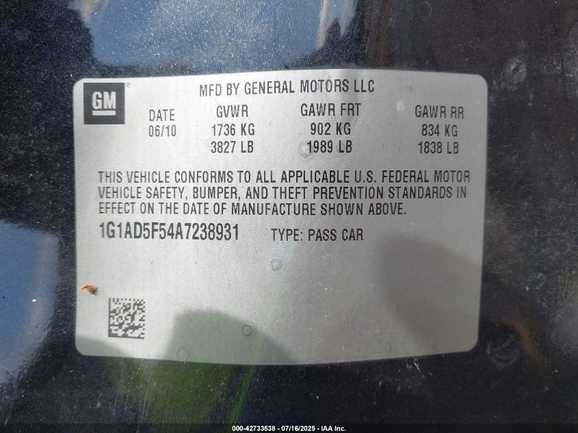 GM
MFD BY GENERAL MOTORS LLC
DATE GVWR GAWR FRT GAWR RR
06/10 1736 KG 902 KG 834 KG
3827 LB 1989 LB 1838 LB
THIS VEHICLE CONFORMS TO ALL APPLICABLE U.S. FEDERAL MOTOR
VEHICLE SAFETY, BUMPER, AND THEFT PREVENTION STANDARDS IN
EFFECT ON THE DATE OF MANUFACTURE SHOWN ABOVE.
1G1AD5F54A7238931 TYPE: PASS CAR
000-42733538 - 07/16/2025 - IAA Inc.